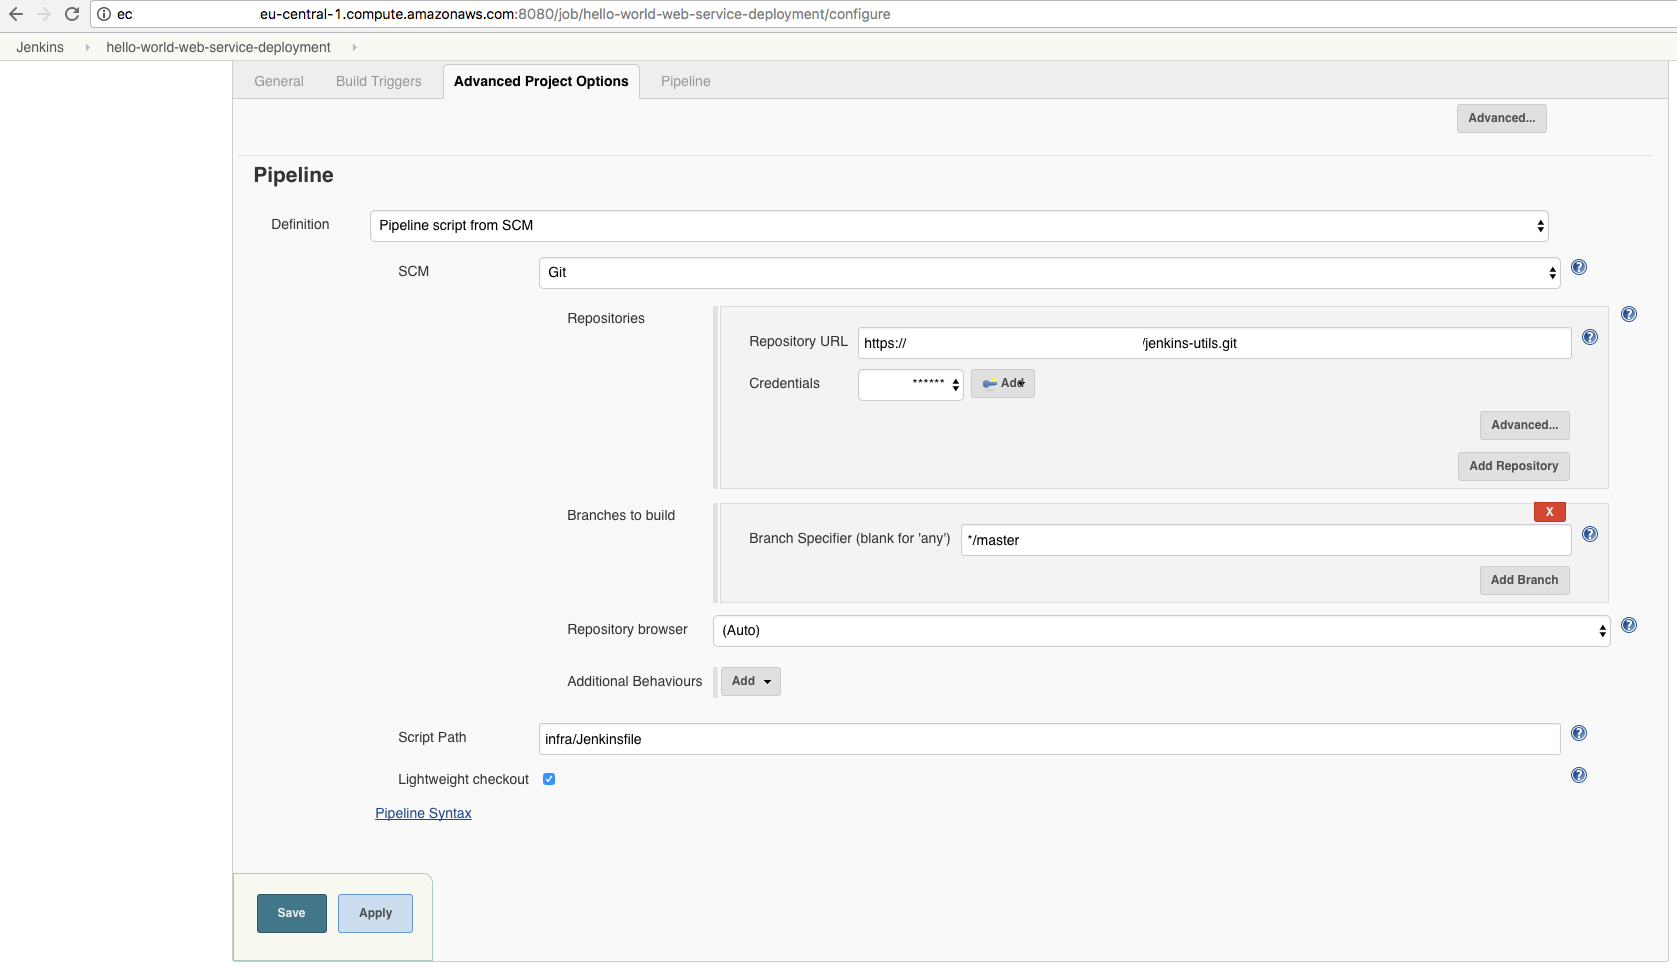 ec eu-central-1.compute.amazonaws.com:8080/job/hello-world-web-service-deployment/configure
Jenkins hello-world-web-service-deployment
General Build Triggers Advanced Project Options Pipeline
Advanced...
Pipeline
Definition Pipeline script from SCM
SCM Git
Repositories
Repository URL https:// /jenkins-utils.git
Credentials ****** Add
Advanced...
Add Repository
Branches to build
X
Branch Specifier (blank for 'any') */master
Add Branch
Repository browser (Auto)
Additional Behaviours Add
Script Path infra/Jenkinsfile
Lightweight checkout
Pipeline Syntax
Save Apply